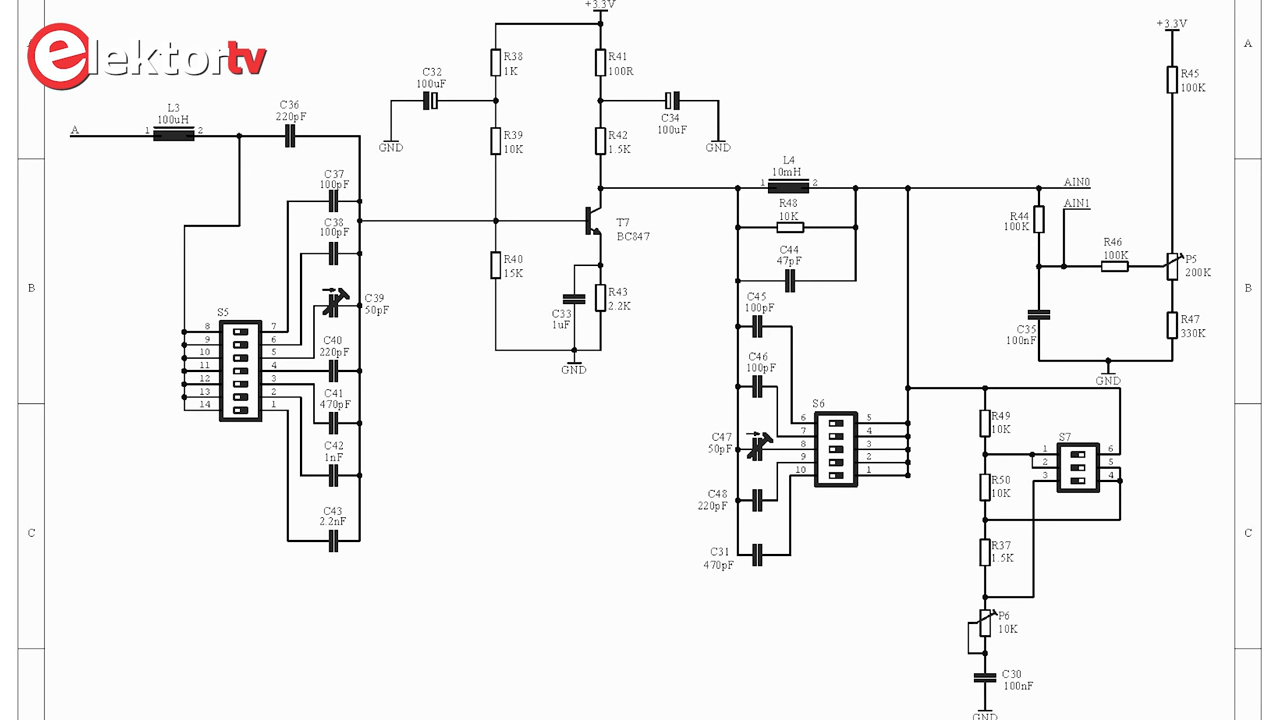 elektortv
+3.3V
+3.3V
A
A
R38
1K
R41
100R
C32
100uF
C34
100uF
R45
100K
L3
100uH
1
2
A
C36
220pF
GND
GND
R39
10K
R42
1.5K
L4
10mH
1
2
R48
10K
AIN0
AIN1
R44
100K
C37
100pF
C38
100pF
T7
BC847
R46
100K
P5
200K
B
B
R40
15K
C44
47pF
C39
50pF
R43
2.2K
C33
1uF
C45
100pF
C35
100nF
R47
330K
S5
8
9
10
11
12
13
14
7
6
5
4
3
2
1
C40
220pF
C46
100pF
GND
GND
C41
470pF
S6
6
7
8
9
10
5
4
3
2
1
C47
50pF
R49
10K
S7
1
2
3
6
5
4
C42
1nF
C48
220pF
R50
10K
C43
2.2nF
C31
470pF
R37
1.5K
C
C
P6
10K
C30
100nF
GND